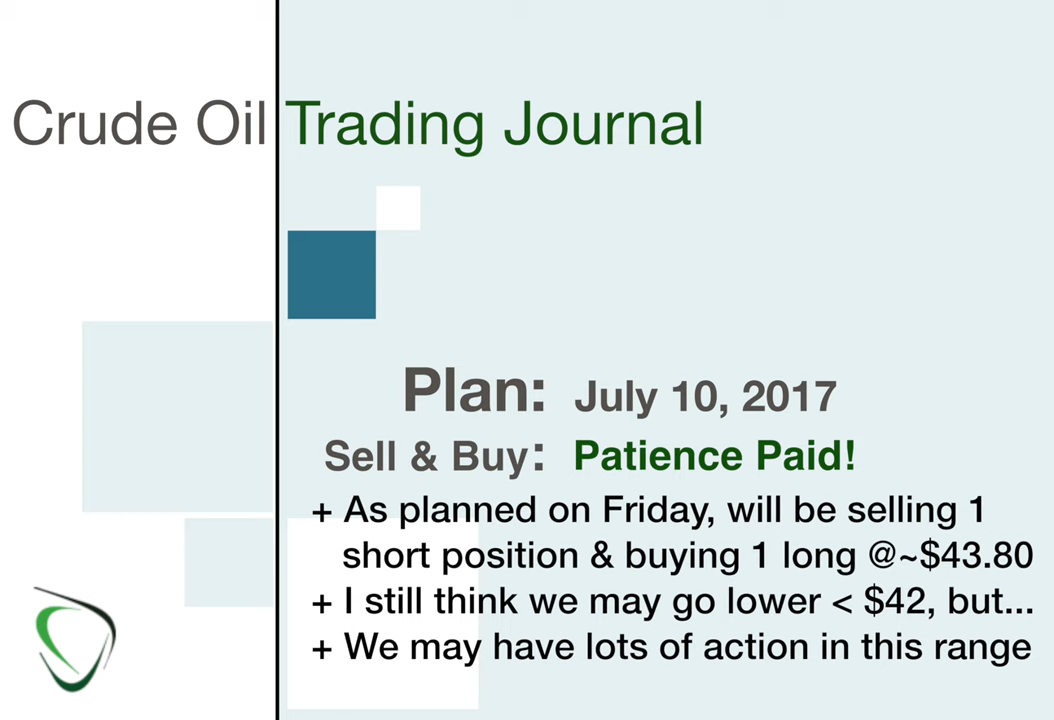 Crude Oil Trading Journal
Plan: July 10, 2017
Sell & Buy: Patience Paid!
+ As planned on Friday, will be selling 1
short position & buying 1 long @~$43.80
+ I still think we may go lower < $42, but...
+ We may have lots of action in this range